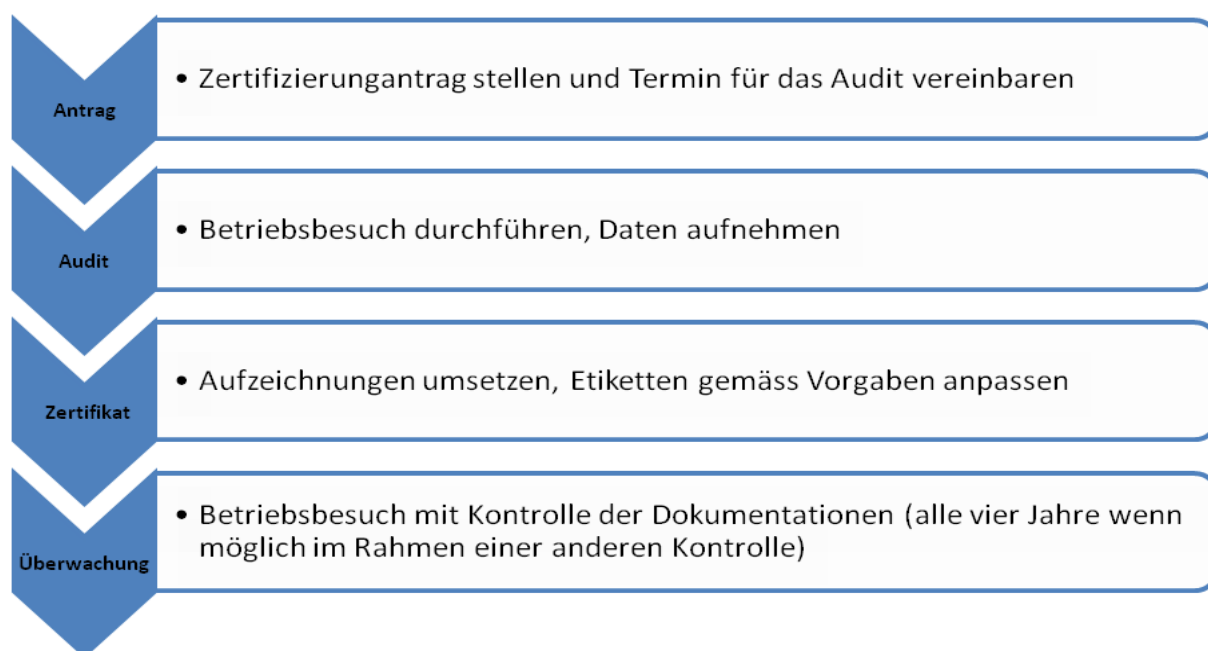 Antrag
• Zertifizierungantrag stellen und Termin für das Audit vereinbaren
Audit
• Betriebsbesuch durchführen, Daten aufnehmen
Zertifikat
• Aufzeichnungen umsetzen, Etiketten gemäss Vorgaben anpassen
Überwachung
• Betriebsbesuch mit Kontrolle der Dokumentationen (alle vier Jahre wenn
möglich im Rahmen einer anderen Kontrolle)